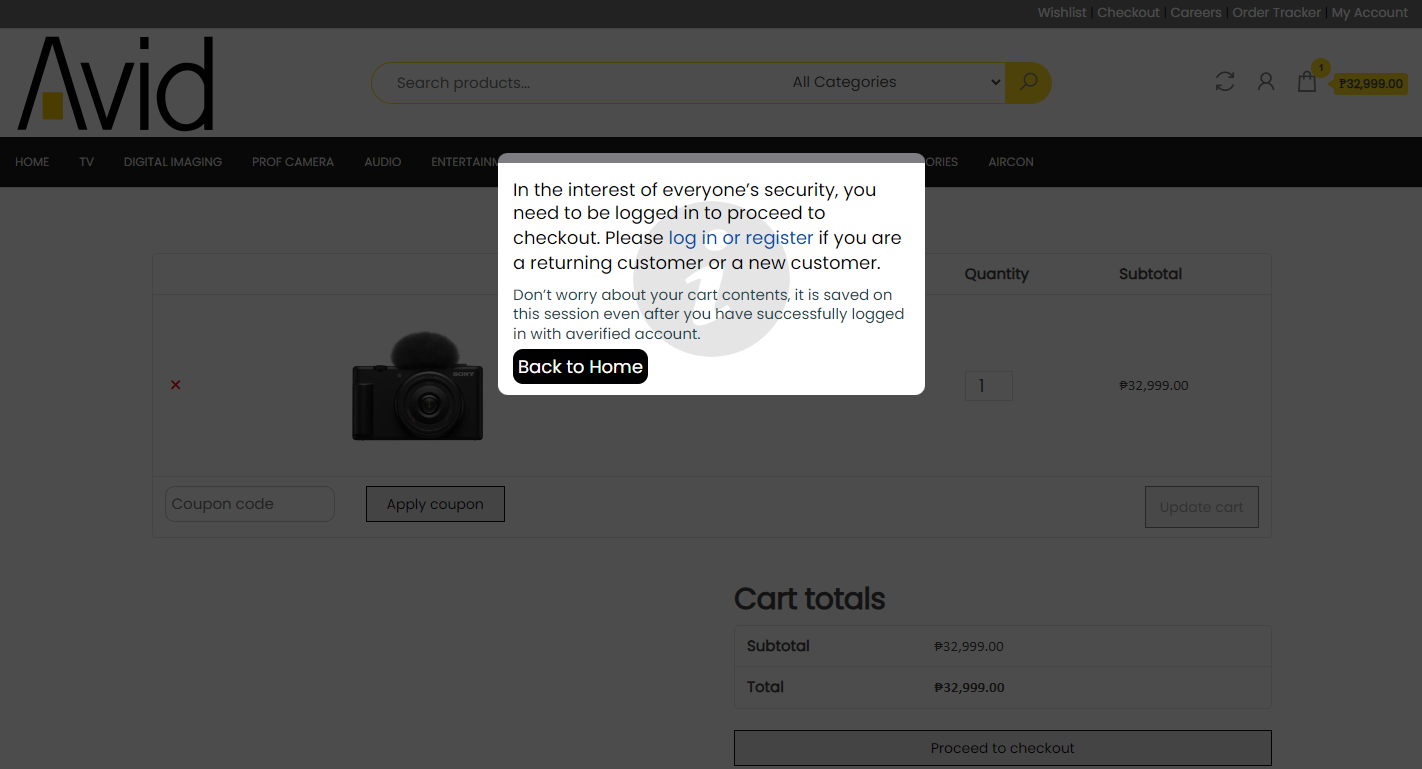 Wishlist | Checkout | Careers | Order Tracker | My Account
Avid
Search products...
All Categories
1
₱32,999.00
HOME TV DIGITAL IMAGING PROF CAMERA AUDIO ENTERTAINM ORIES AIRCON
In the interest of everyone’s security, you
need to be logged in to proceed to
checkout. Please log in or register if you are
a returning customer or a new customer.
Don’t worry about your cart contents, it is saved on
this session even after you have successfully logged
in with averified account.
Back to Home
Quantity Subtotal
×
SONY
1
₱32,999.00
Coupon code
Apply coupon
Update cart
Cart totals
Subtotal ₱32,999.00
Total ₱32,999.00
Proceed to checkout